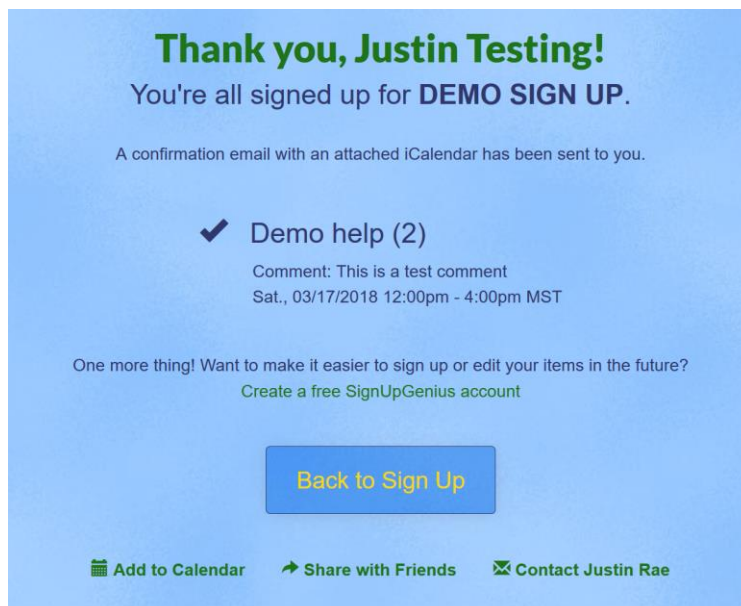 Thank you, Justin Testing!
You're all signed up for DEMO SIGN UP.
A confirmation email with an attached iCalendar has been sent to you.
Demo help (2)
Comment: This is a test comment
Sat., 03/17/2018 12:00pm - 4:00pm MST
One more thing! Want to make it easier to sign up or edit your items in the future?
Create a free SignUpGenius account
Back to Sign Up
Add to Calendar Share with Friends Contact Justin Rae